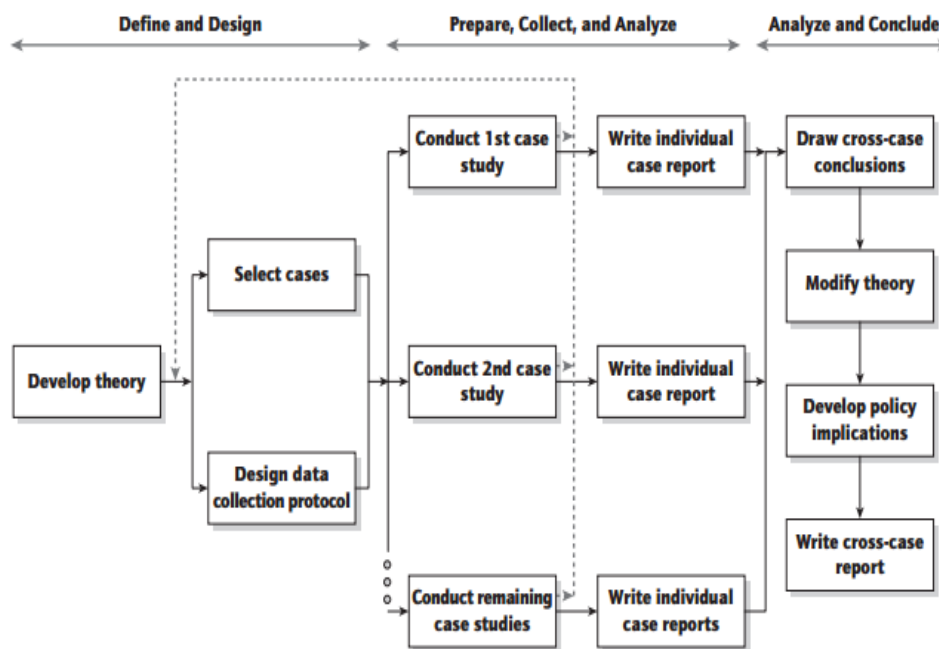 Define and Design
Prepare, Collect, and Analyze
Analyze and Conclude
Conduct 1st case
study
Write individual
case report
Draw cross-case
conclusions
Select cases
Modify theory
Develop theory
Conduct 2nd case
study
Write individual
case report
Develop policy
implications
Design data
collection protocol
Write cross-case
report
Conduct remaining
case studies
Write individual
case reports